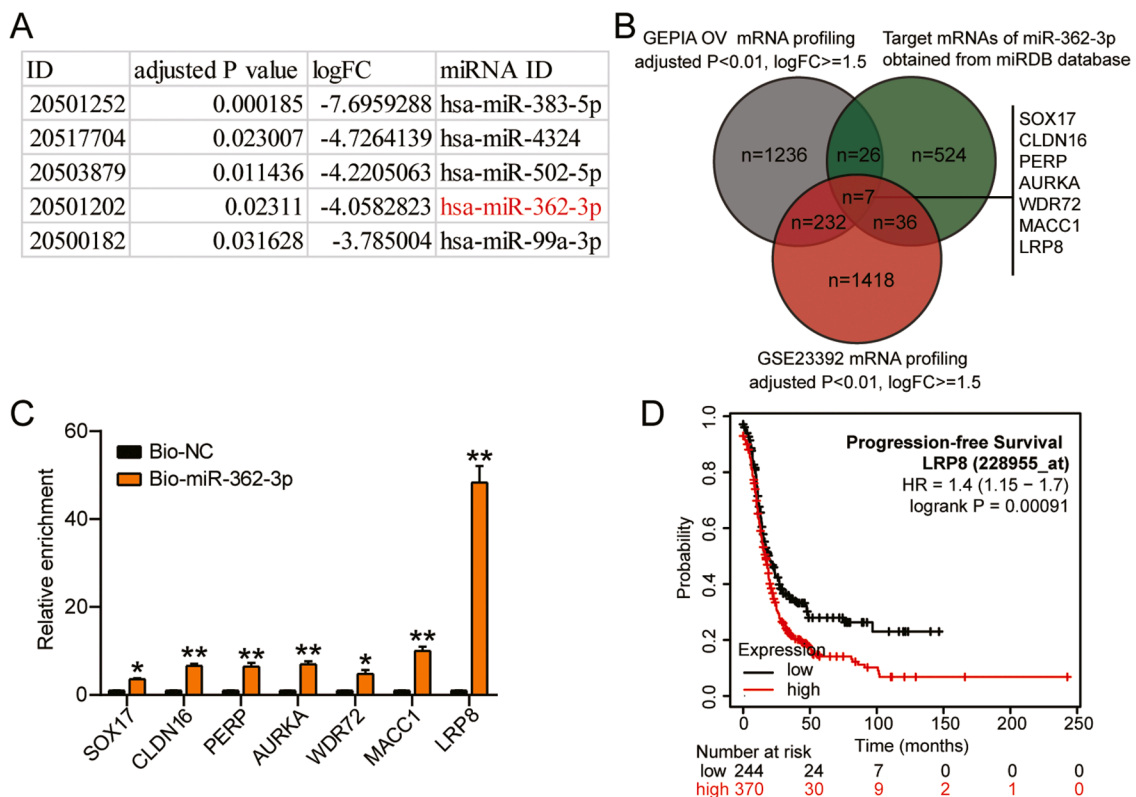 A
ID adjusted P value logFC miRNA ID
20501252 0.000185 -7.6959288 hsa-miR-383-5p
20517704 0.023007 -4.7264139 hsa-miR-4324
20503879 0.011436 -4.2205063 hsa-miR-502-5p
20501202 0.02311 -4.0582823 hsa-miR-362-3p
20500182 0.031628 -3.785004 hsa-miR-99a-3p
B
GEPIA OV mRNA profiling
adjusted P<0.01, logFC>=1.5
Target mRNAs of miR-362-3p
obtained from miRDB database
n=1236
n=26
n=524
n=7
n=232
n=36
n=1418
SOX17
CLDN16
PERP
AURKA
WDR72
MACC1
LRP8
GSE23392 mRNA profiling
adjusted P<0.01, logFC>=1.5
C
Relative enrichment
60
40
20
0
Bio-NC
Bio-miR-362-3p
* ** ** ** * ** **
SOX17 CLDN16 PERP AURKA WDR72 MACC1 LRP8
D
Probability
1.0
0.8
0.6
0.4
0.2
0.0
Progression-free Survival
LRP8 (228955_at)
HR = 1.4 (1.15 − 1.7)
logrank P = 0.00091
Expression
low
high
0 50 100 150 200 250
Time (months)
Number at risk
low 244 24 7 0 0 0
high 370 30 9 2 1 0